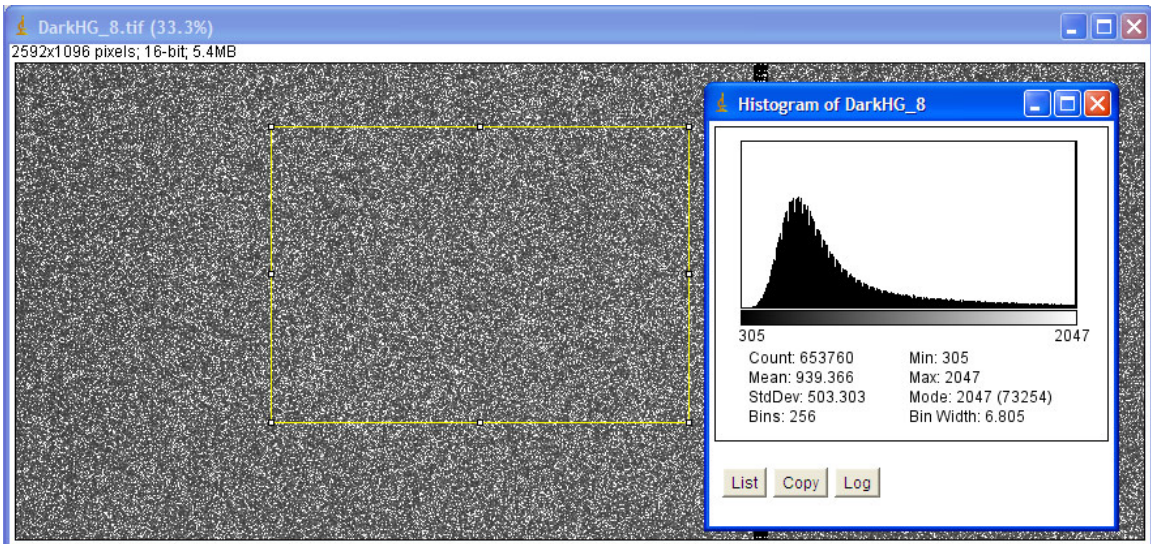 DarkHG_8.tif (33.3%)
2592x1096 pixels; 16-bit; 5.4MB
Histogram of DarkHG_8
305 2047
Count: 653760 Min: 305
Mean: 939.366 Max: 2047
StdDev: 503.303 Mode: 2047 (73254)
Bins: 256 Bin Width: 6.805
List Copy Log